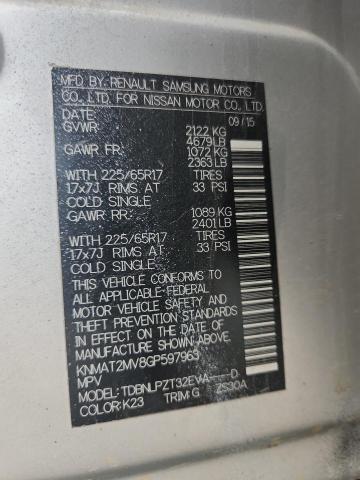 MFD BY: RENAULT SAMSUNG MOTORS
CO., LTD. FOR NISSAN MOTOR CO., LTD.
DATE: 09/15
GVWR: 2122 KG
4679LB
GAWR FR: 1072 KG
2363 LB
WITH 225/65R17 TIRES
17x7J RIMS AT 33 PSI
COLD SINGLE
GAWR RR: 1089 KG
2401 LB
WITH 225/65R17 TIRES
17x7J RIMS AT 33 PSI
COLD SINGLE
THIS VEHICLE CONFORMS TO
ALL APPLICABLE FEDERAL
MOTOR VEHICLE SAFETY AND
THEFT PREVENTION STANDARDS
IN EFFECT ON THE DATE OF
MANUFACTURE SHOWN ABOVE.
KNMAT2MV8GP597963
MPV
MODEL: TDBNLPZT32EWA----D
COLOR: K23 TRIM: G ZS30A